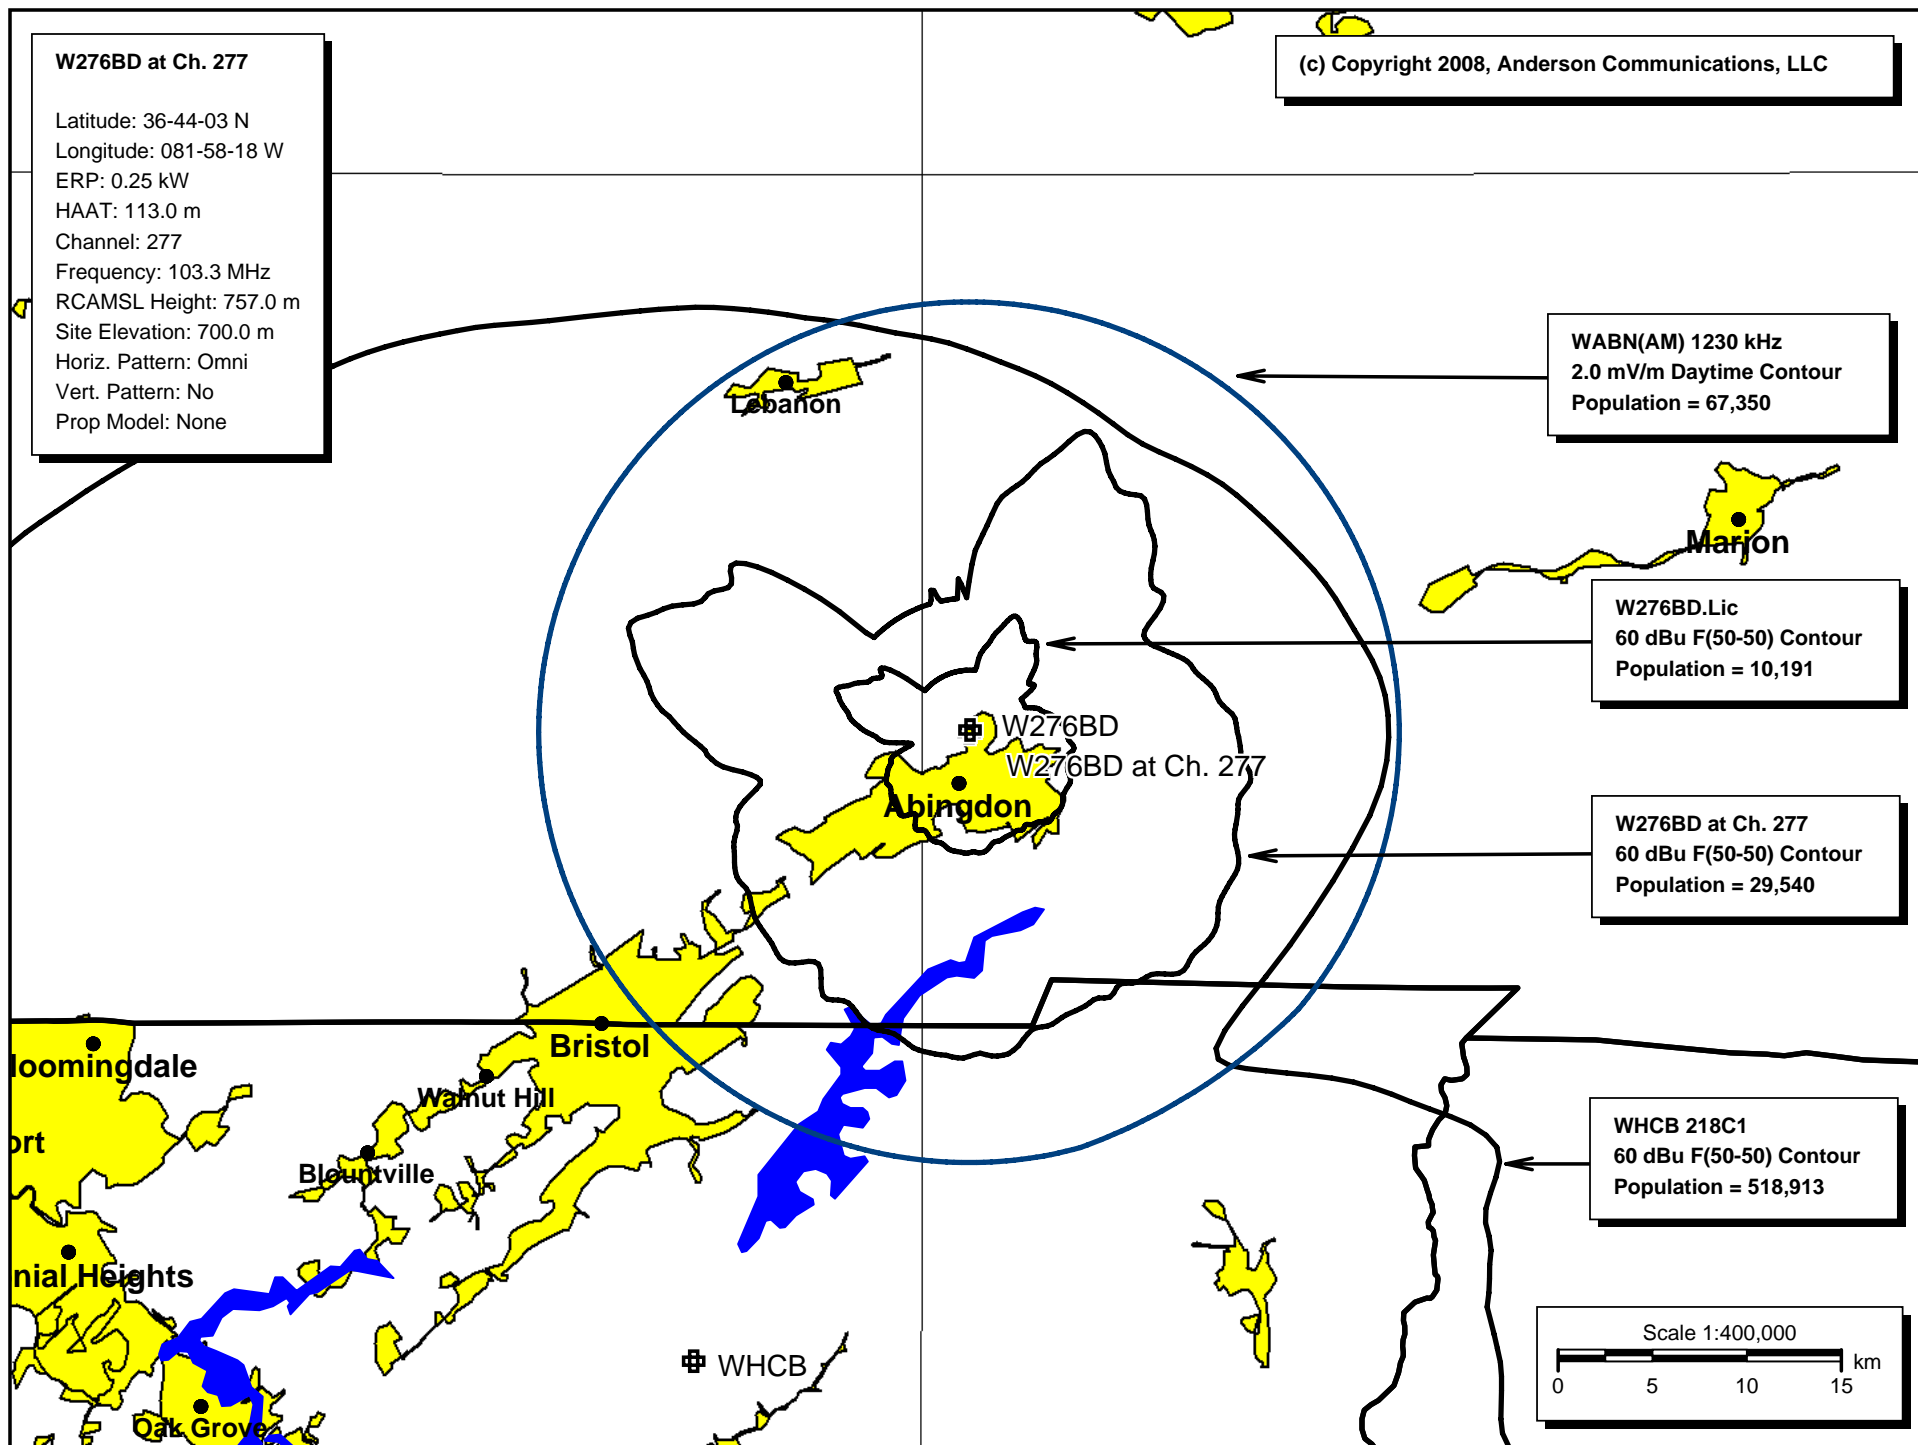 W276BD at Ch. 277
Latitude: 36-44-03 N
Longitude: 081-58-18 W
ERP: 0.25 kW
HAAT: 113.0 m
Channel: 277
Frequency: 103.3 MHz
RCAMSL Height: 757.0 m
Site Elevation: 700.0 m
Horiz. Pattern: Omni
Vert. Pattern: No
Prop Model: None
(c) Copyright 2008, Anderson Communications, LLC
WABN(AM) 1230 kHz
2.0 mV/m Daytime Contour
Population = 67,350
Lebanon
Marion
W276BD.Lic
60 dBu F(50-50) Contour
Population = 10,191
W276BD
W276BD at Ch. 277
Abingdon
W276BD at Ch. 277
60 dBu F(50-50) Contour
Population = 29,540
Bristol
loomingdale
Walnut Hill
ort
Blountville
WHCB 218C1
60 dBu F(50-50) Contour
Population = 518,913
nial Heights
WHCB
Oak Grove
Scale 1:400,000
km
0 5 10 15